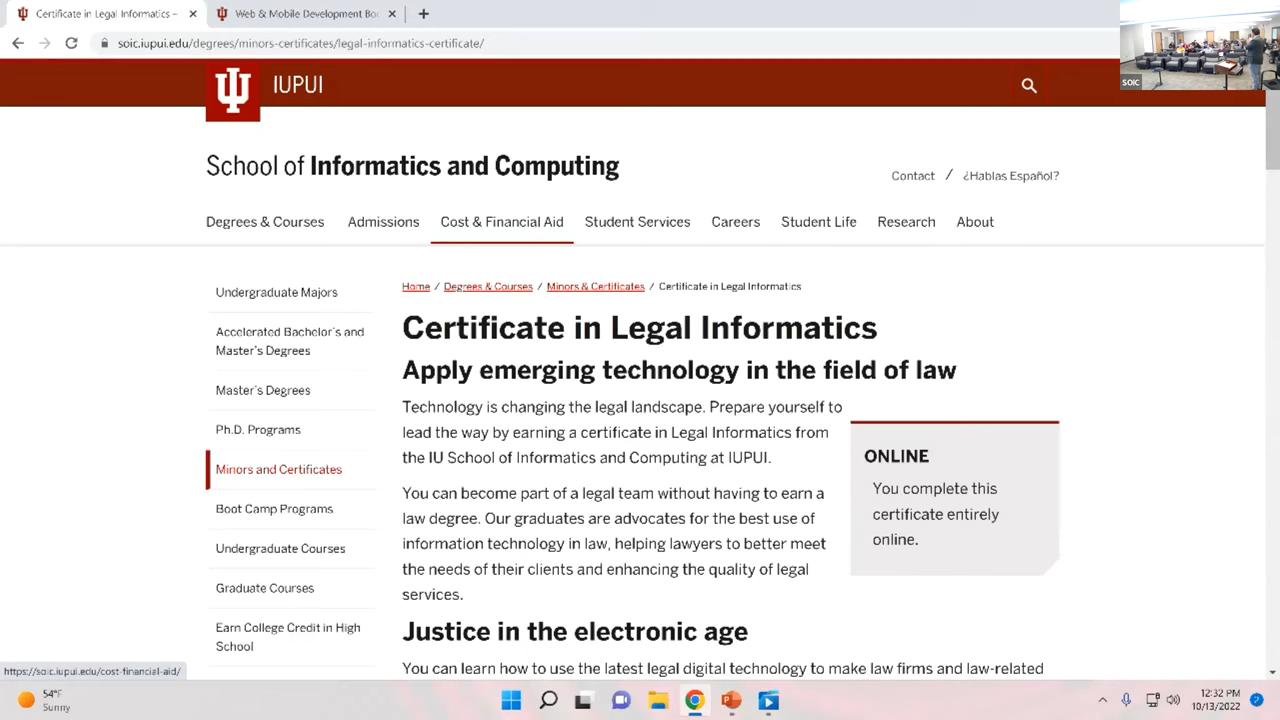 Certificate in Legal Informatics –
Web & Mobile Development Bo
soic.iupui.edu/degrees/minors-certificates/legal-informatics-certificate/
SOIC
IUPUI
School of Informatics and Computing
Contact / ¿Hablas Español?
Degrees & Courses Admissions Cost & Financial Aid Student Services Careers Student Life Research About
Undergraduate Majors
Accelerated Bachelor's and
Master's Degrees
Master's Degrees
Ph.D. Programs
Minors and Certificates
Boot Camp Programs
Undergraduate Courses
Graduate Courses
Earn College Credit in High
School
Home / Degrees & Courses / Minors & Certificates / Certificate in Legal Informatics
Certificate in Legal Informatics
Apply emerging technology in the field of law
Technology is changing the legal landscape. Prepare yourself to
lead the way by earning a certificate in Legal Informatics from
the IU School of Informatics and Computing at IUPUI.
You can become part of a legal team without having to earn a
law degree. Our graduates are advocates for the best use of
information technology in law, helping lawyers to better meet
the needs of their clients and enhancing the quality of legal
services.
ONLINE
You complete this
certificate entirely
online.
Justice in the electronic age
You can learn how to use the latest legal digital technology to make law firms and law-related
https://soic.iupui.edu/cost-financial-aid/
54°F
Sunny
12:32 PM
10/13/2022
2